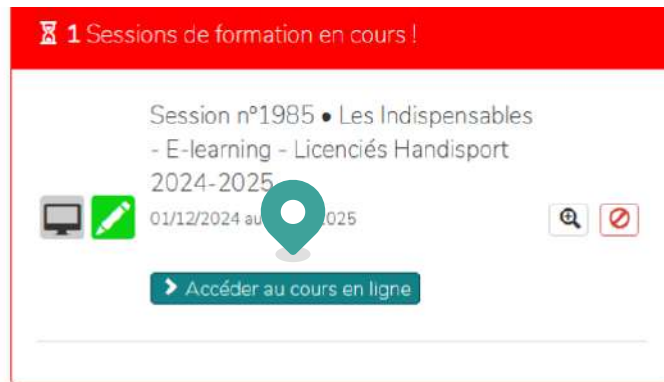 1 Sessions de formation en cours !
Session n°1985 • Les Indispensables
- E-learning - Licenciés Handisport
2024-2025
01/12/2024 au 2025
Accéder au cours en ligne